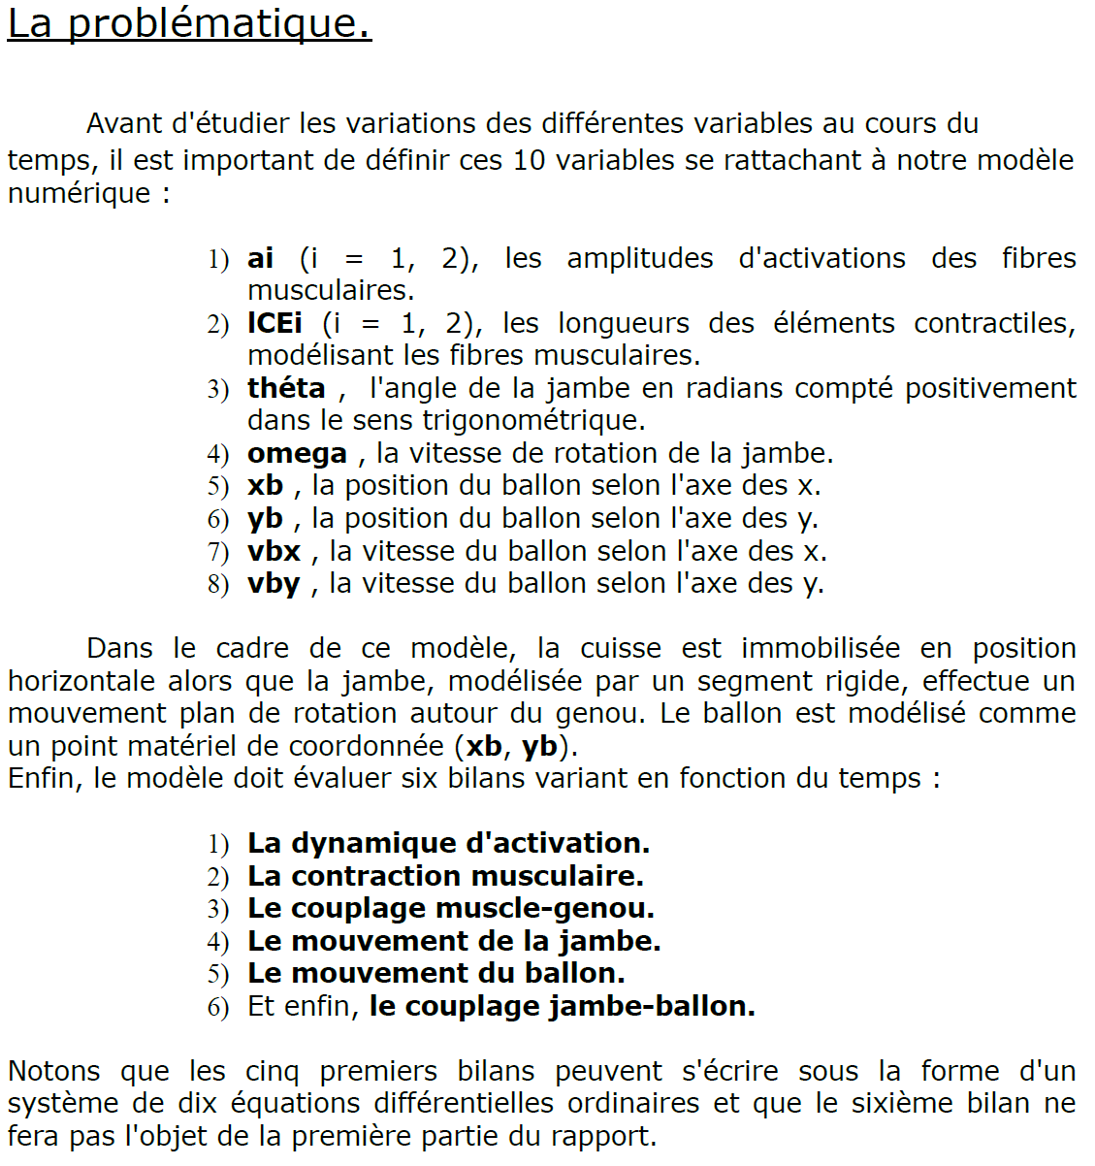 La problématique.
Avant d'étudier les variations des différentes variables au cours du
temps, il est important de définir ces 10 variables se rattachant à notre modèle
numérique :
1) ai (i = 1, 2), les amplitudes d'activations des fibres
musculaires.
2) lCEi (i = 1, 2), les longueurs des éléments contractiles,
modélisant les fibres musculaires.
3) théta , l'angle de la jambe en radians compté positivement
dans le sens trigonométrique.
4) omega , la vitesse de rotation de la jambe.
5) xb , la position du ballon selon l'axe des x.
6) yb , la position du ballon selon l'axe des y.
7) vbx , la vitesse du ballon selon l'axe des x.
8) vby , la vitesse du ballon selon l'axe des y.
Dans le cadre de ce modèle, la cuisse est immobilisée en position
horizontale alors que la jambe, modélisée par un segment rigide, effectue un
mouvement plan de rotation autour du genou. Le ballon est modélisé comme
un point matériel de coordonnée (xb, yb).
Enfin, le modèle doit évaluer six bilans variant en fonction du temps :
1) La dynamique d'activation.
2) La contraction musculaire.
3) Le couplage muscle-genou.
4) Le mouvement de la jambe.
5) Le mouvement du ballon.
6) Et enfin, le couplage jambe-ballon.
Notons que les cinq premiers bilans peuvent s'écrire sous la forme d'un
système de dix équations différentielles ordinaires et que le sixième bilan ne
fera pas l'objet de la première partie du rapport.